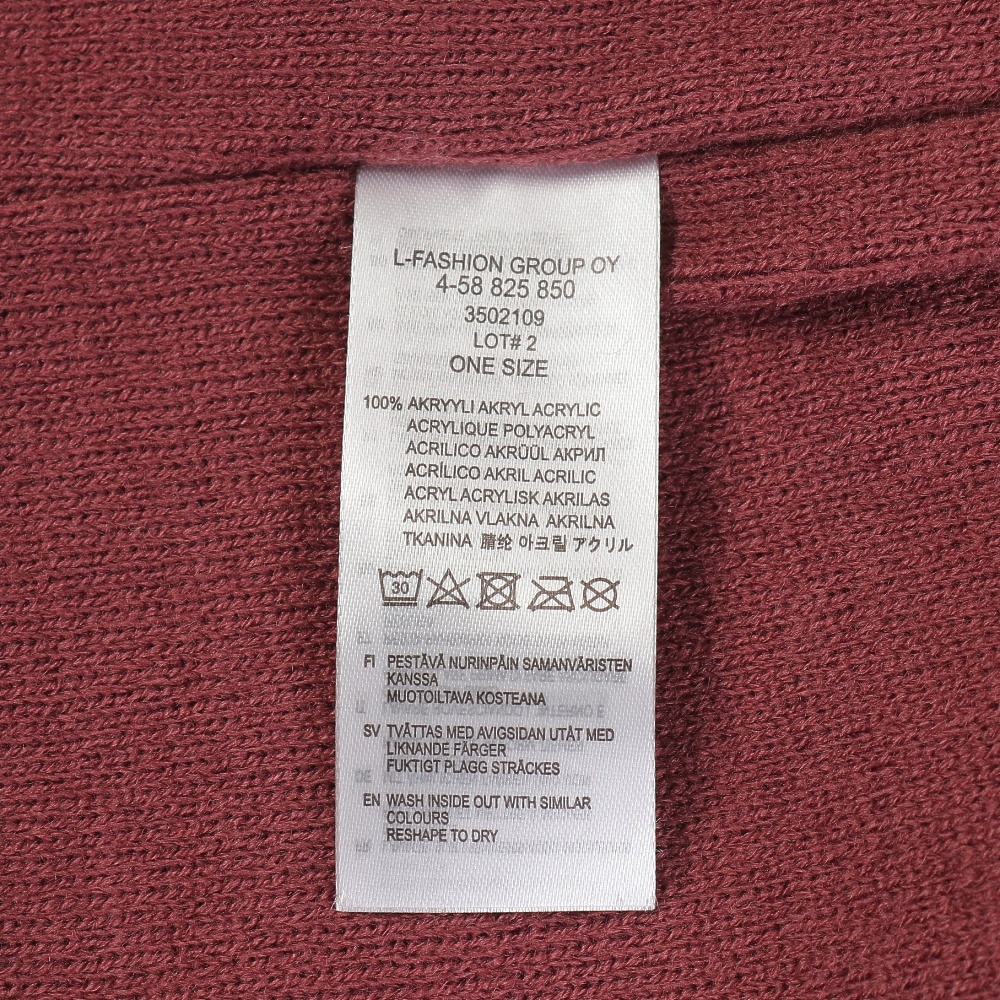 L-FASHION GROUP OY
4-58 825 850
3502109
LOT# 2
ONE SIZE
100% AKRYYLI AKRYL ACRYLIC
ACRYLIQUE POLYACRYL
ACRILICO AKRÜÜL АКРИЛ
ACRÍLICO AKRIL ACRILIC
ACRYL ACRYLISK AKRILAS
AKRILNA VLAKNA AKRILNA
TKANINA 腈纶 아크릴 アクリル
30
FI PESTÄVÄ NURINPÄIN SAMANVÄRISTEN
KANSSA
MUOTOILTAVA KOSTEANA
SV TVÄTTAS MED AVIGSIDAN UTÅT MED
LIKNANDE FÄRGER
FUKTIGT PLAGG STRÄCKES
EN WASH INSIDE OUT WITH SIMILAR
COLOURS
RESHAPE TO DRY